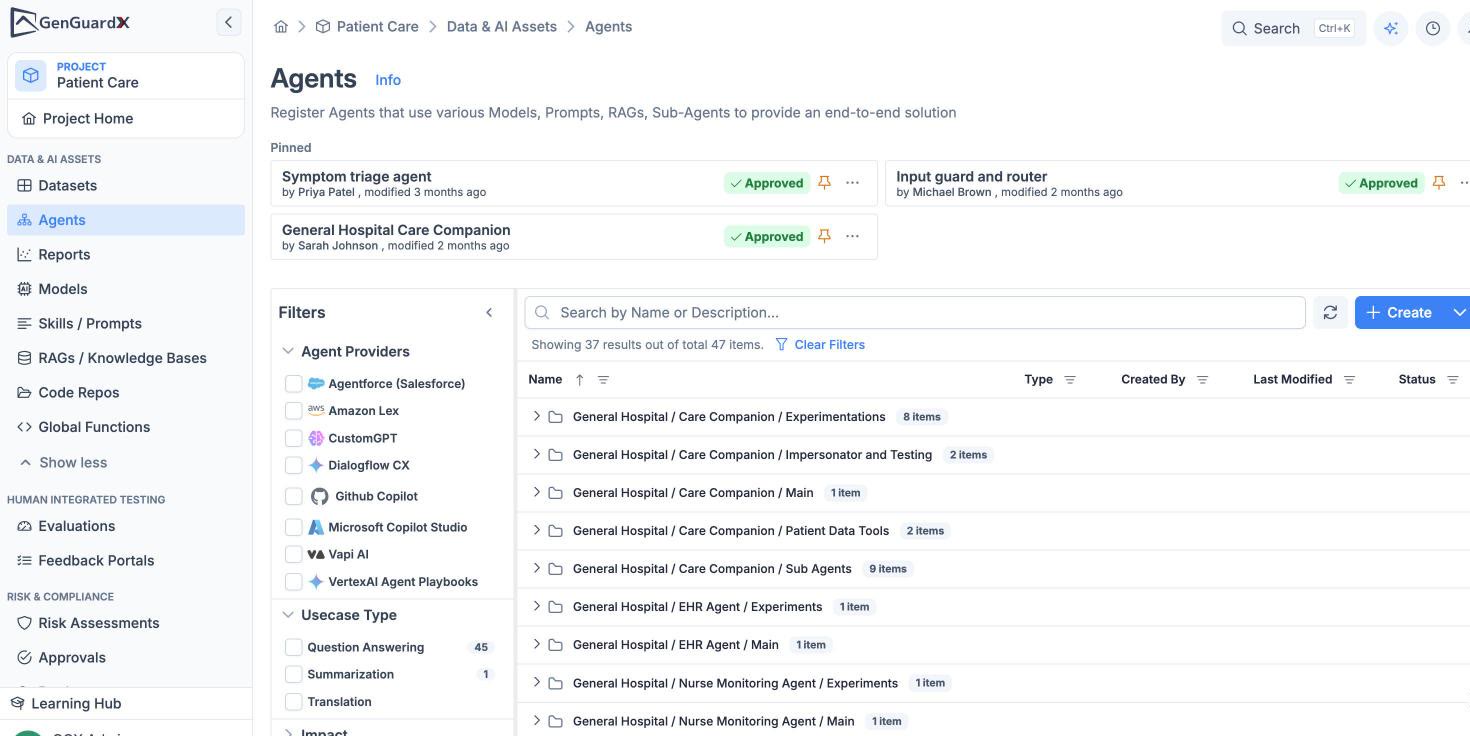 GenGuardX
PROJECT
Patient Care
Project Home
DATA & AI ASSETS
Datasets
Agents
Reports
Models
Skills / Prompts
RAGs / Knowledge Bases
Code Repos
Global Functions
Show less
HUMAN INTEGRATED TESTING
Evaluations
Feedback Portals
RISK & COMPLIANCE
Risk Assessments
Approvals
Learning Hub
Patient Care
Data & AI Assets
Agents
Search Ctrl+K
Agents Info
Register Agents that use various Models, Prompts, RAGs, Sub-Agents to provide an end-to-end solution
Pinned
Symptom triage agent
by Priya Patel , modified 3 months ago
Approved
Input guard and router
by Michael Brown , modified 2 months ago
Approved
General Hospital Care Companion
by Sarah Johnson , modified 2 months ago
Approved
Filters
Agent Providers
Agentforce (Salesforce)
aws Amazon Lex
CustomGPT
Dialogflow CX
Github Copilot
Microsoft Copilot Studio
Vapi AI
VertexAI Agent Playbooks
Usecase Type
Question Answering 45
Summarization 1
Translation
Impact
Search by Name or Description...
Create
Showing 37 results out of total 47 items. Clear Filters
Name Type Created By Last Modified Status
General Hospital / Care Companion / Experimentations 8 items
General Hospital / Care Companion / Impersonator and Testing 2 items
General Hospital / Care Companion / Main 1 item
General Hospital / Care Companion / Patient Data Tools 2 items
General Hospital / Care Companion / Sub Agents 9 items
General Hospital / EHR Agent / Experiments 1 item
General Hospital / EHR Agent / Main 1 item
General Hospital / Nurse Monitoring Agent / Experiments 1 item
General Hospital / Nurse Monitoring Agent / Main 1 item